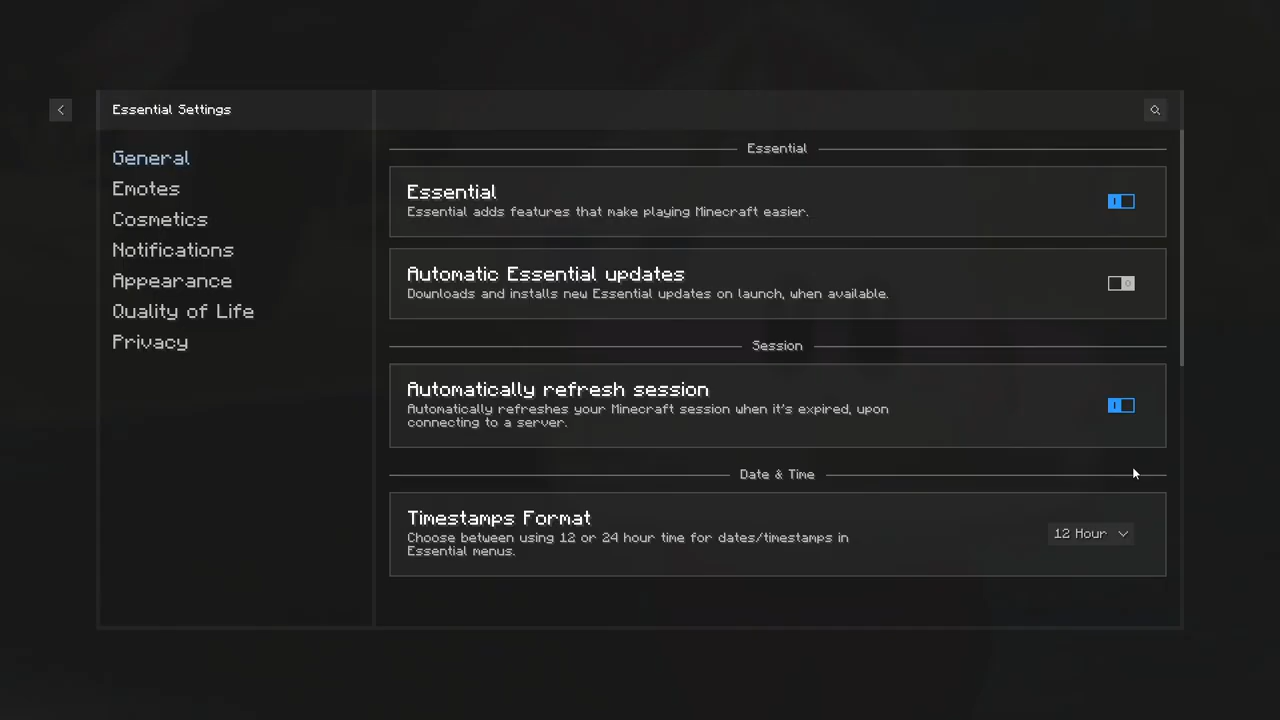 Essential Settings
General
Emotes
Cosmetics
Notifications
Appearance
Quality of Life
Privacy
Essential
Essential
Essential adds features that make playing Minecraft easier.
Automatic Essential updates
Downloads and installs new Essential updates on launch, when available.
Session
Automatically refresh session
Automatically refreshes your Minecraft session when it's expired, upon
connecting to a server.
Date & Time
Timestamps Format
Choose between using 12 or 24 hour time for dates/timestamps in
Essential menus.
12 Hour